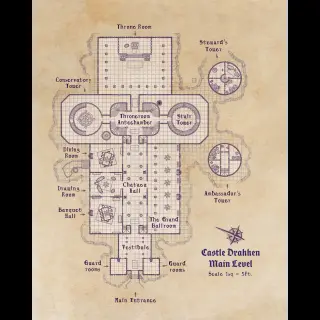 Throne Room
Steward's
Tower
Conservatory
Tower
Throneroom
Antechamber
Stair
Tower
Dining
Room
Drawing
Room
Chateau
Hall
Ambassador's
Tower
Banquet
Hall
The Grand
Ballroom
Vestibule
Castle Drakken
Main Level
Scale 1sq = 5ft.
Guard
rooms
Guard
rooms
Main Entrance